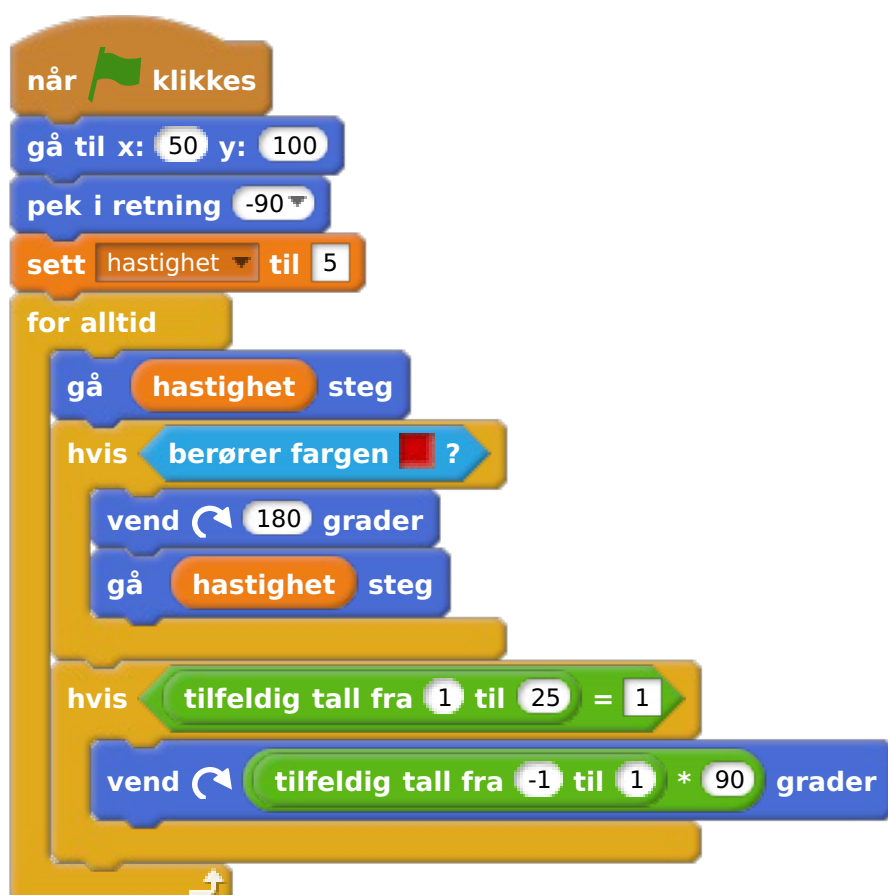 når klikkes
gå til x: 50 y: 100
pek i retning -90
sett hastighet til 5
for alltid
gå hastighet steg
hvis berører fargen ?
vend 180 grader
gå hastighet steg
hvis tilfeldig tall fra 1 til 25 = 1
vend tilfeldig tall fra -1 til 1 * 90 grader